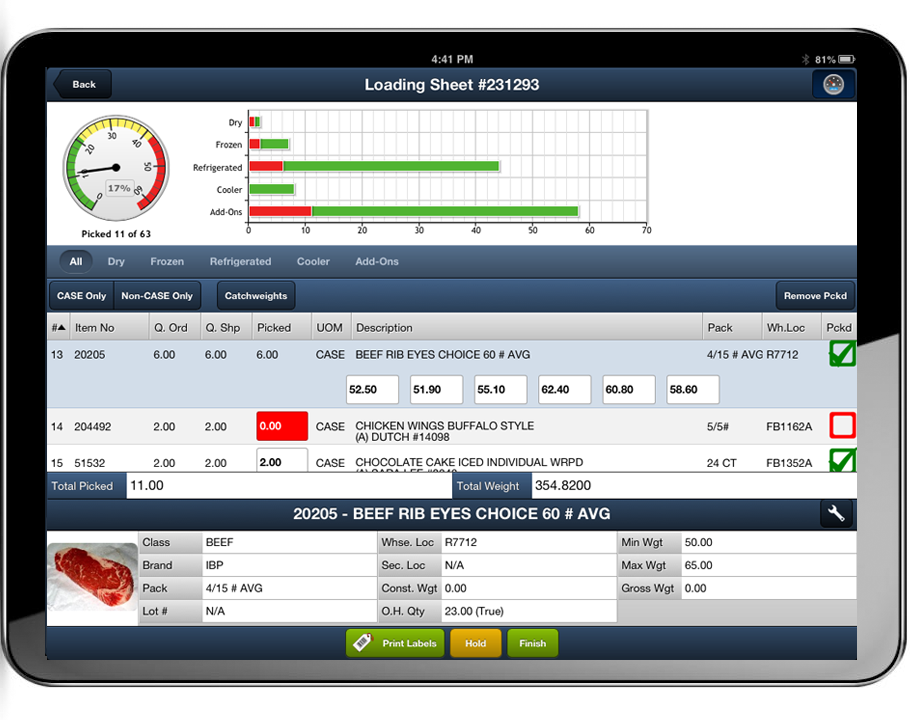 4:41 PM
81%
Back
Loading Sheet #231293
0 20 30 40 50 60
17%
Picked 11 of 63
Dry
Frozen
Refrigerated
Cooler
Add-Ons
0 10 20 30 40 50 60 70
All Dry Frozen Refrigerated Cooler Add-Ons
CASE Only Non-CASE Only Catchweights Remove Pckd
# Item No Q. Ord Q. Shp Picked UOM Description Pack Wh.Loc Pckd
13 20205 6.00 6.00 6.00 CASE BEEF RIB EYES CHOICE 60 # AVG 4/15 # AVG R7712
52.50 51.90 55.10 62.40 60.80 58.60
14 204492 2.00 2.00 0.00 CASE CHICKEN WINGS BUFFALO STYLE 5/5# FB1162A
(A) DUTCH #14098
15 51532 2.00 2.00 2.00 CASE CHOCOLATE CAKE ICED INDIVIDUAL WRPD 24 CT FB1352A
Total Picked 11.00 Total Weight 354.8200
20205 - BEEF RIB EYES CHOICE 60 # AVG
Class BEEF Whse. Loc R7712 Min Wgt 50.00
Brand IBP Sec. Loc N/A Max Wgt 65.00
Pack 4/15 # AVG Const. Wgt 0.00 Gross Wgt 0.00
Lot # N/A O.H. Qty 23.00 (True)
Print Labels Hold Finish